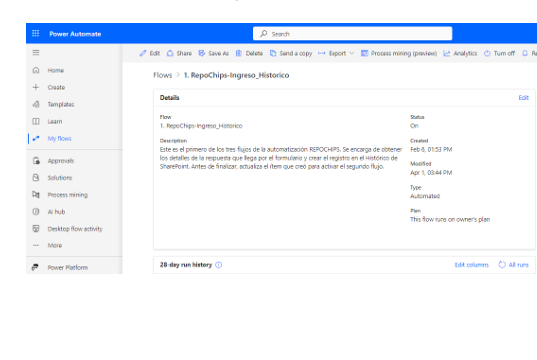 Power Automate
Search
Edit Share Save As Delete Send a copy Export Process mining (preview) Analytics Turn off
Home
Create
Templates
Learn
My flows
Approvals
Solutions
Process mining
AI hub
Desktop flow activity
More
Power Platform
Flows > 1. RepoChips-Ingreso_Historico
Details
Edit
Flow
1. RepoChips-Ingreso_Historico
Description
Este es el primero de los tres flujos de la automatización REPOCHIPS. Se encarga de obtener
los detalles de la respuesta que llega por el formulario y crear el registro en el Histórico de
SharePoint. Antes de finalizar, actualiza el ítem que creó para activar el segundo flujo.
Status
On
Created
Feb 6, 01:53 PM
Modified
Apr 1, 03:44 PM
Type
Automated
Plan
This flow runs on owner's plan
28-day run history
Edit columns
All runs